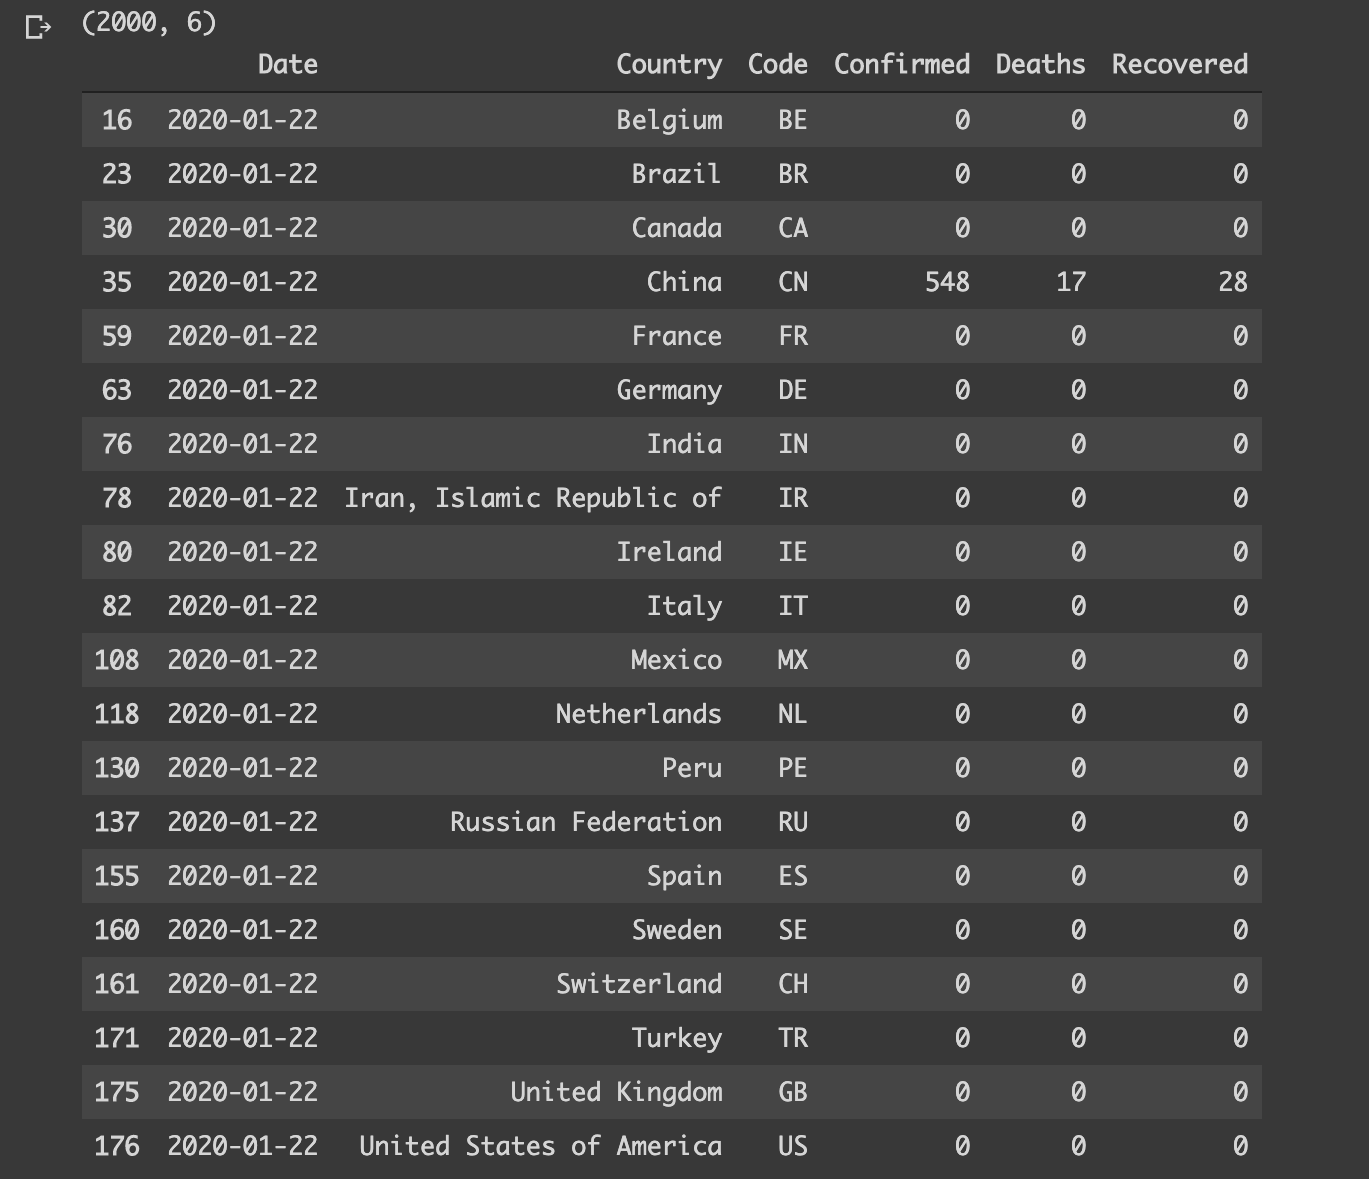 (2000, 6)
Date Country Code Confirmed Deaths Recovered
16 2020-01-22 Belgium BE 0 0 0
23 2020-01-22 Brazil BR 0 0 0
30 2020-01-22 Canada CA 0 0 0
35 2020-01-22 China CN 548 17 28
59 2020-01-22 France FR 0 0 0
63 2020-01-22 Germany DE 0 0 0
76 2020-01-22 India IN 0 0 0
78 2020-01-22 Iran, Islamic Republic of IR 0 0 0
80 2020-01-22 Ireland IE 0 0 0
82 2020-01-22 Italy IT 0 0 0
108 2020-01-22 Mexico MX 0 0 0
118 2020-01-22 Netherlands NL 0 0 0
130 2020-01-22 Peru PE 0 0 0
137 2020-01-22 Russian Federation RU 0 0 0
155 2020-01-22 Spain ES 0 0 0
160 2020-01-22 Sweden SE 0 0 0
161 2020-01-22 Switzerland CH 0 0 0
171 2020-01-22 Turkey TR 0 0 0
175 2020-01-22 United Kingdom GB 0 0 0
176 2020-01-22 United States of America US 0 0 0